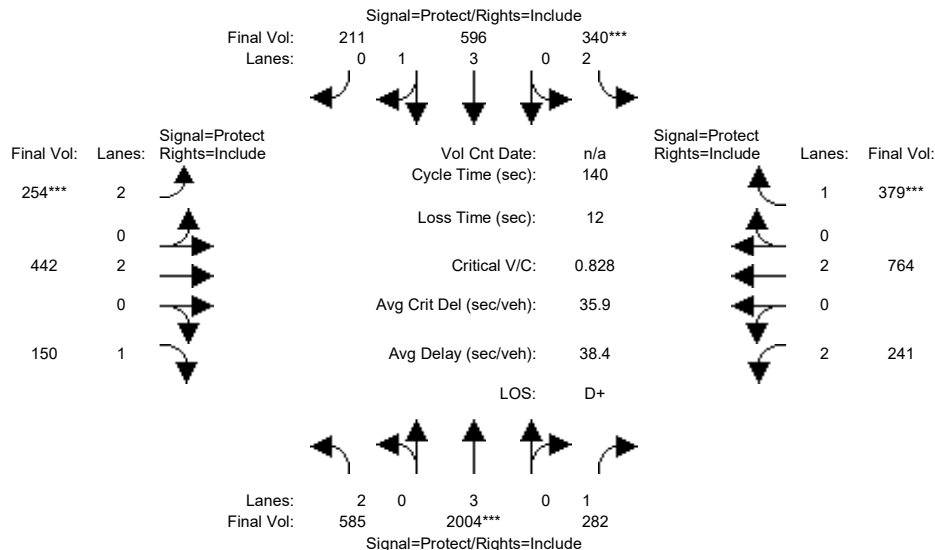 Signal=Protect/Rights=Include
Final Vol: 211 596 340***
Lanes: 0 1 3 0 2
Signal=Protect Signal=Protect
Final Vol: Lanes: Rights=Include Vol Cnt Date: n/a Rights=Include Lanes: Final Vol:
Cycle Time (sec): 140
254*** 2 1 379***
Loss Time (sec): 12
0 0
442 2 Critical V/C: 0.828 2 764
0 Avg Crit Del (sec/veh): 35.9 0
150 1 Avg Delay (sec/veh): 38.4 2 241
LOS: D+
Lanes: 2 0 3 0 1
Final Vol: 585 2004*** 282
Signal=Protect/Rights=Include